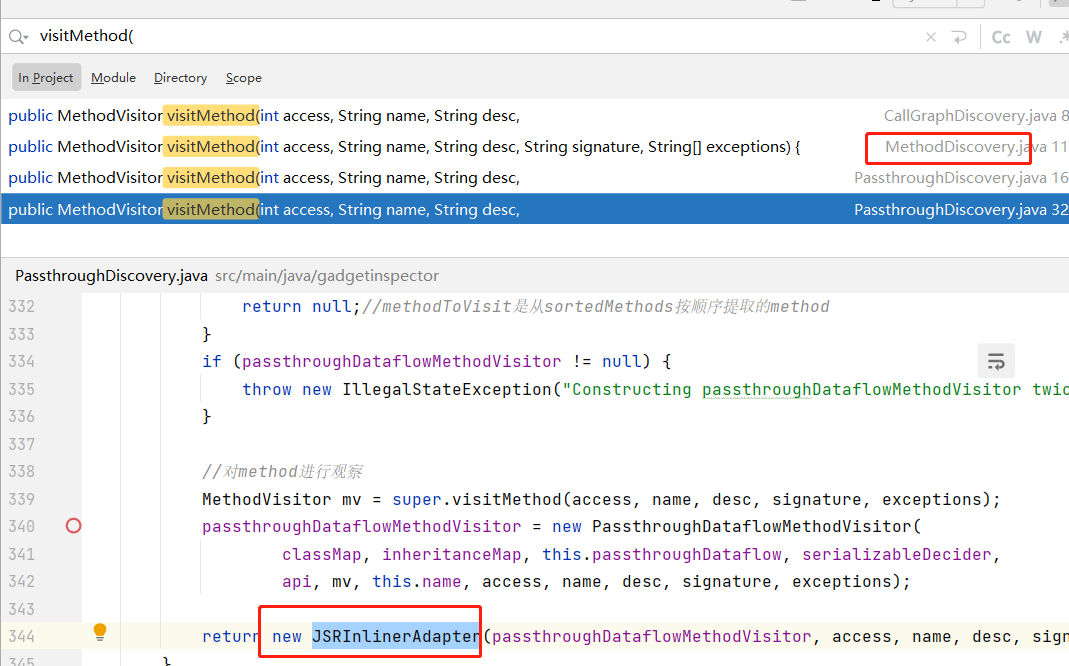 visitMethod(
Cc W .*
In Project Module Directory Scope
public MethodVisitor visitMethod(int access, String name, String desc, CallGraphDiscovery.java 8
public MethodVisitor visitMethod(int access, String name, String desc, String signature, String[] exceptions) { MethodDiscovery.java 11
public MethodVisitor visitMethod(int access, String name, String desc, PassthroughDiscovery.java 16
public MethodVisitor visitMethod(int access, String name, String desc, PassthroughDiscovery.java 32
PassthroughDiscovery.java src/main/java/gadgetinspector
332 return null;//methodToVisit是从sortedMethods按顺序提取的method
333 }
334 if (passthroughDataflowMethodVisitor != null) {
335 throw new IllegalStateException("Constructing passthroughDataflowMethodVisitor twic
336 }
337
338 //对method进行观察
339 MethodVisitor mv = super.visitMethod(access, name, desc, signature, exceptions);
340 passthroughDataflowMethodVisitor = new PassthroughDataflowMethodVisitor(
341 classMap, inheritanceMap, this.passthroughDataflow, serializableDecider,
342 api, mv, this.name, access, name, desc, signature, exceptions);
343
344 return new JSRInlinerAdapter(passthroughDataflowMethodVisitor, access, name, desc, sign
345 }